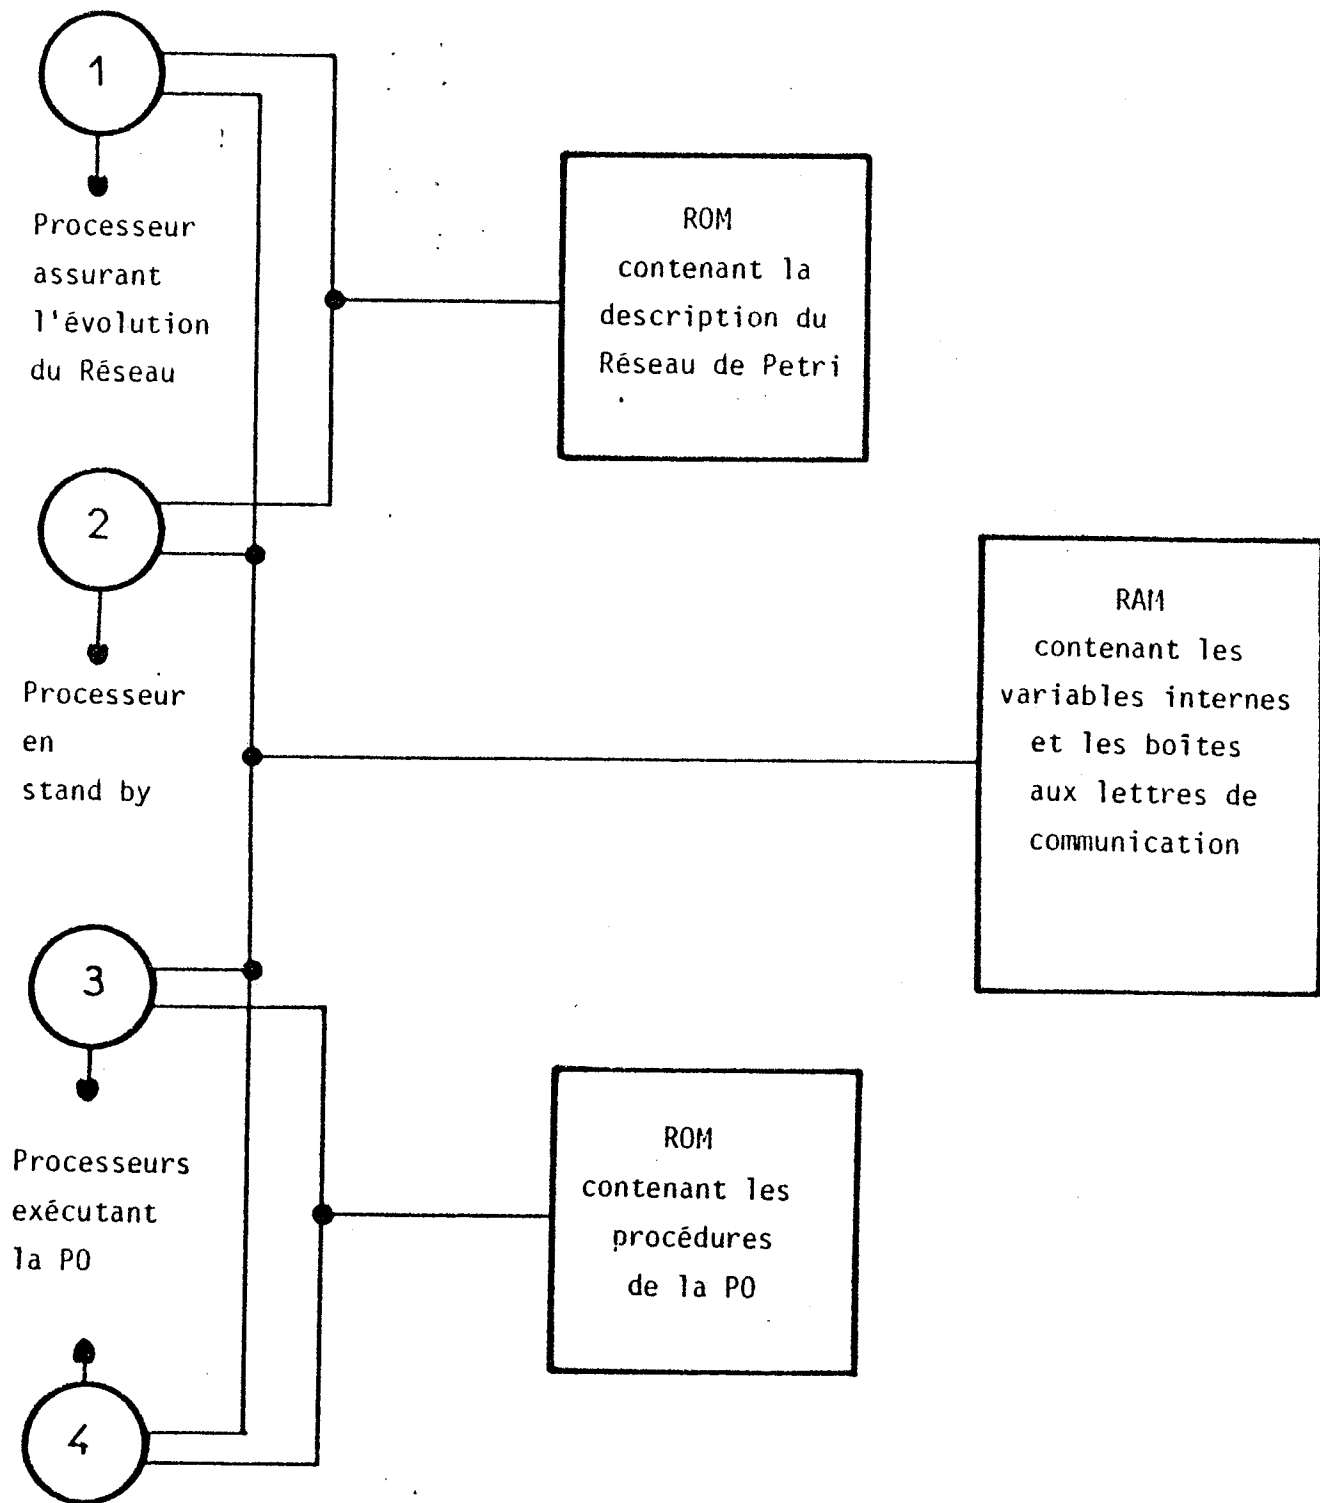 1
Processeur
assurant
l'évolution
du Réseau
ROM
contenant la
description du
Réseau de Petri
2
Processeur
en
stand by
RAM
contenant les
variables internes
et les boîtes
aux lettres de
communication
3
Processeurs
exécutant
la PO
ROM
contenant les
procédures
de la PO
4